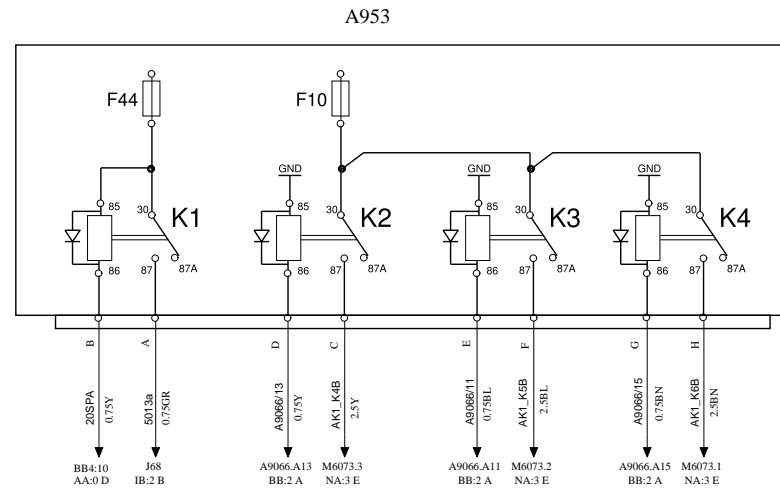 A953
F44
F10
GND
GND
GND
85
30
K1
85
30
K2
85
30
K3
85
30
K4
86
87
87A
86
87
87A
86
87
87A
86
87
87A
B
A
D
C
E
F
G
H
20SPA
0.75Y
5013a
0.75GR
A9066/13
0.75Y
AK1_K4B
2.5Y
A9066/11
0.75BL
AK1_K5B
2.5BL
A9066/15
0.75BN
AK1_K6B
2.5BN
BB4:10
AA:0 D
J68
IB:2 B
A9066.A13
BB:2 A
M6073.3
NA:3 E
A9066.A11
BB:2 A
M6073.2
NA:3 E
A9066.A15
BB:2 A
M6073.1
NA:3 E